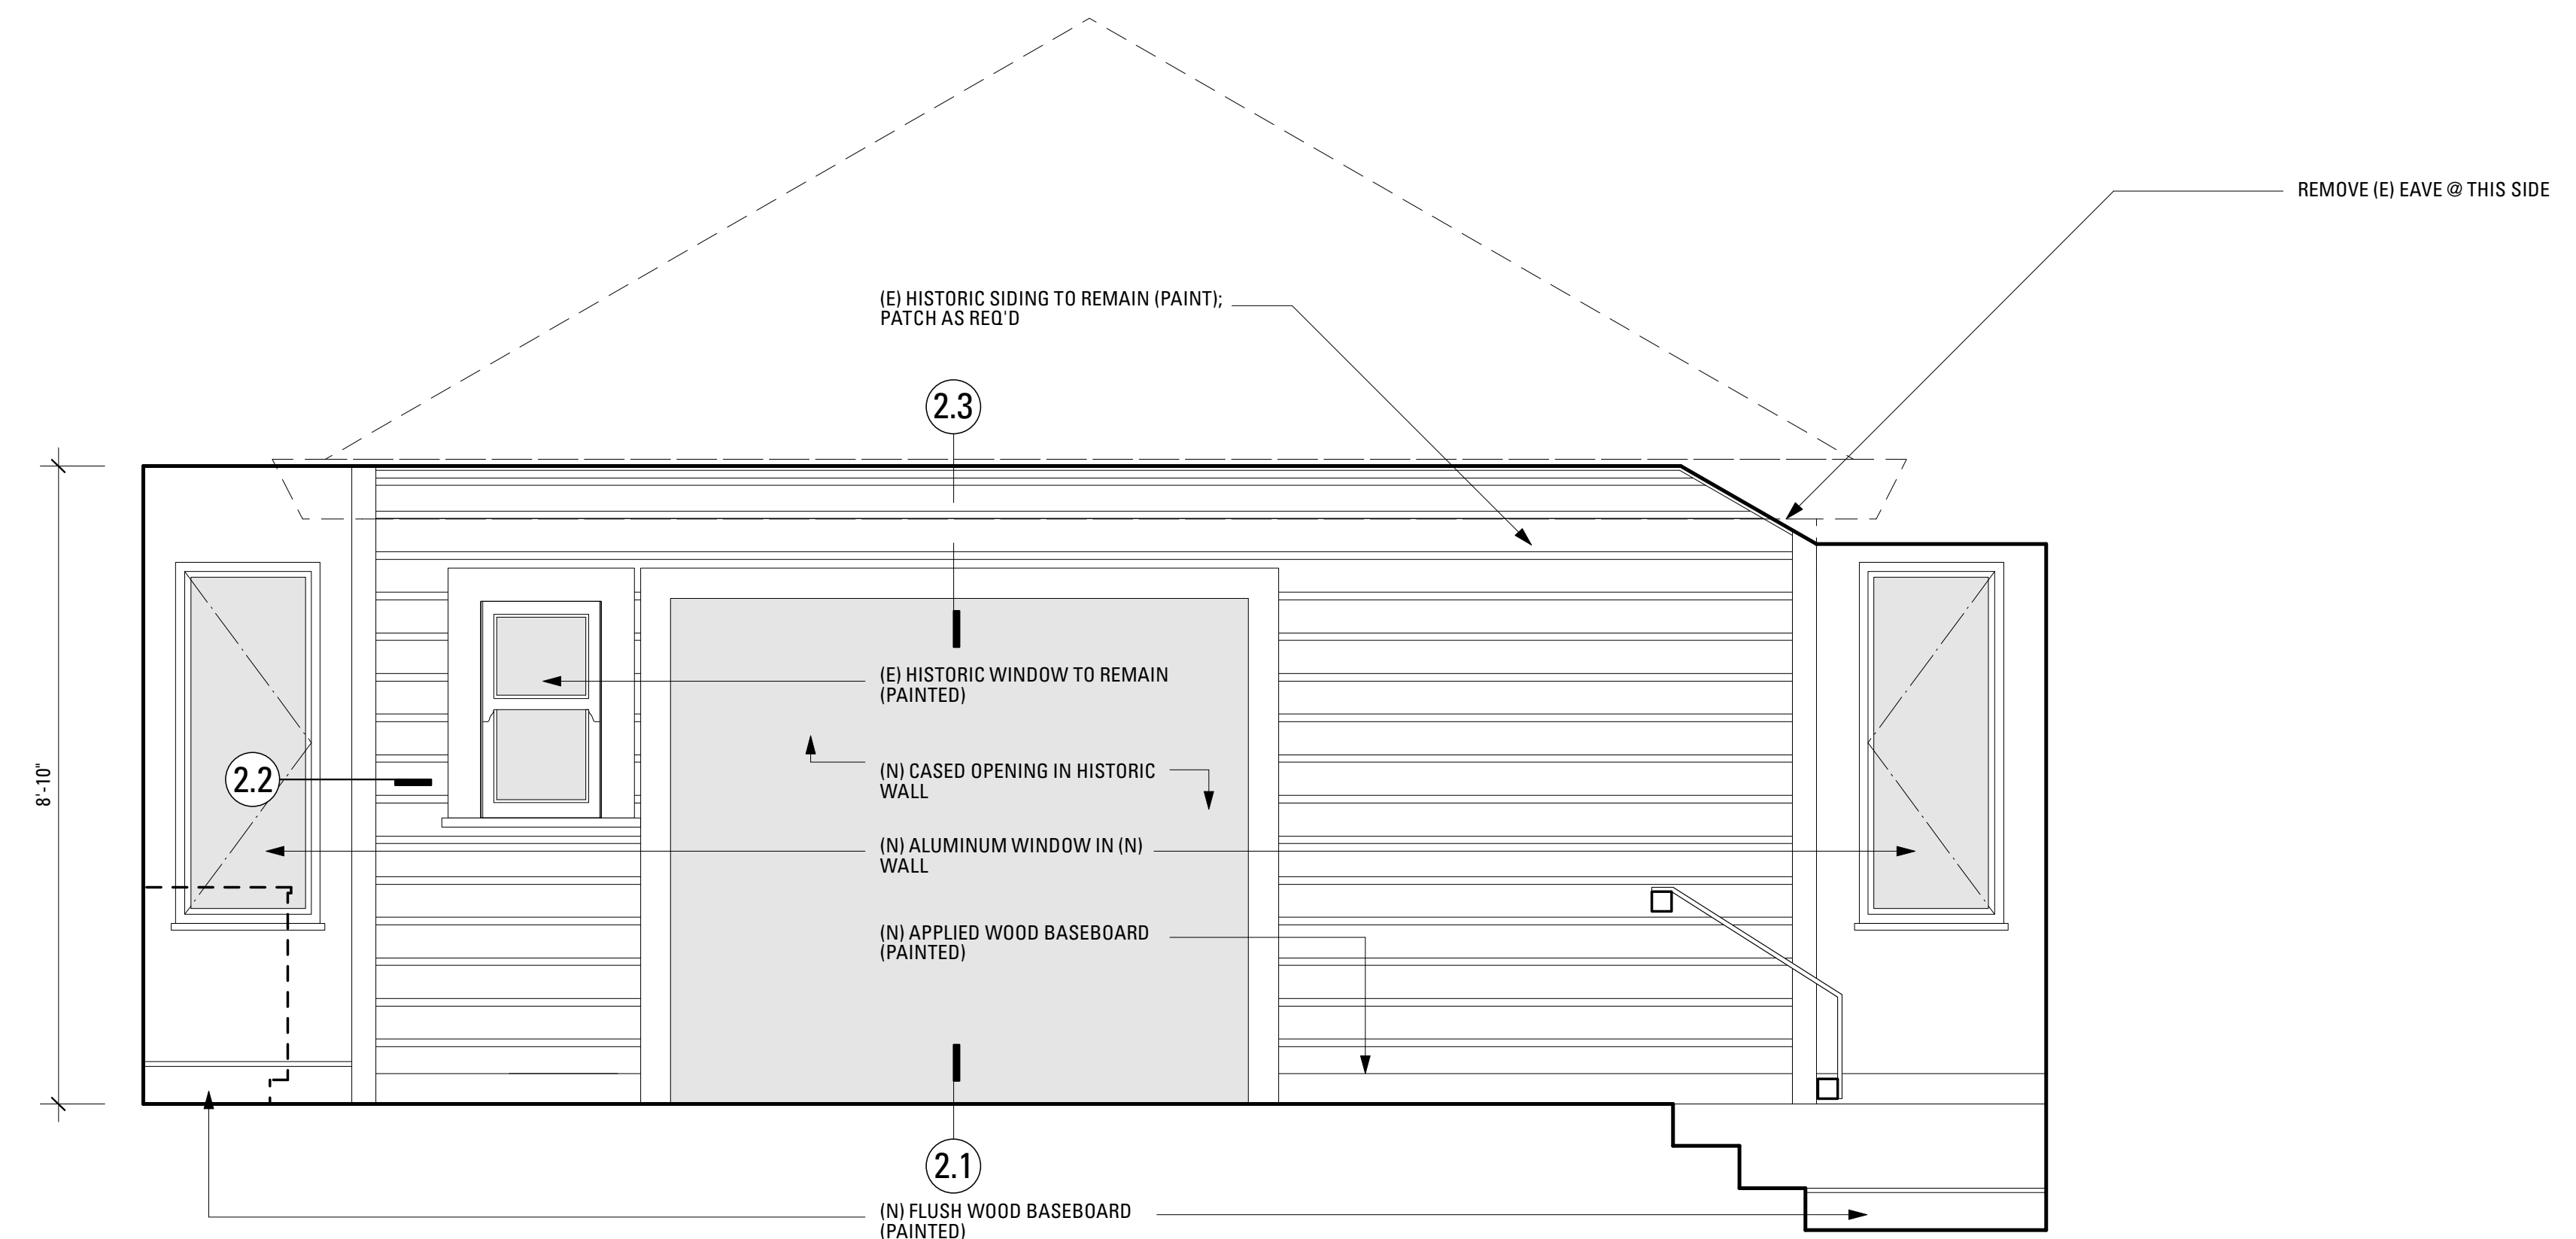 REMOVE (E) EAVE @ THIS SIDE
(E) HISTORIC SIDING TO REMAIN (PAINT);
PATCH AS REQ'D
2.3
8'-10"
(E) HISTORIC WINDOW TO REMAIN
(PAINTED)
2.2
(N) CASED OPENING IN HISTORIC
WALL
(N) ALUMINUM WINDOW IN (N)
WALL
(N) APPLIED WOOD BASEBOARD
(PAINTED)
2.1
(N) FLUSH WOOD BASEBOARD
(PAINTED)